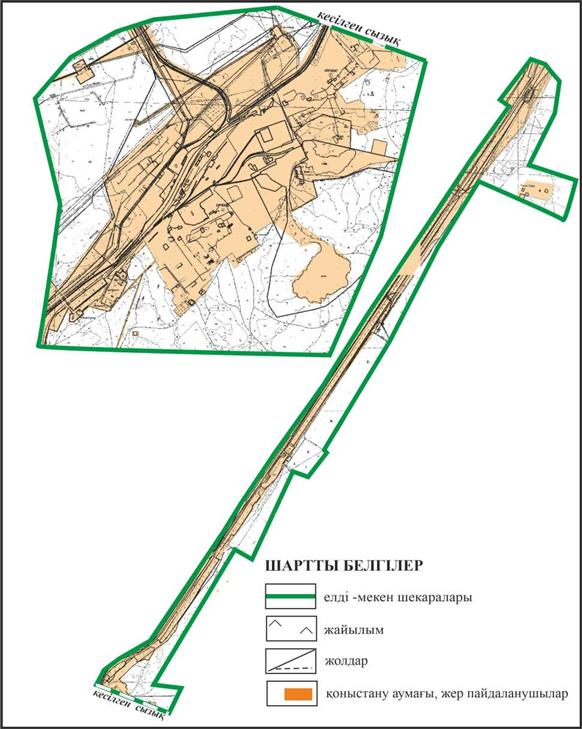 кесілген сызық
ШАРТТЫ БЕЛГІЛЕР
елді -мекен шекаралары
жайылым
жолдар
қоныстану аумағы, жер пайдаланушылар
кесілген сызық